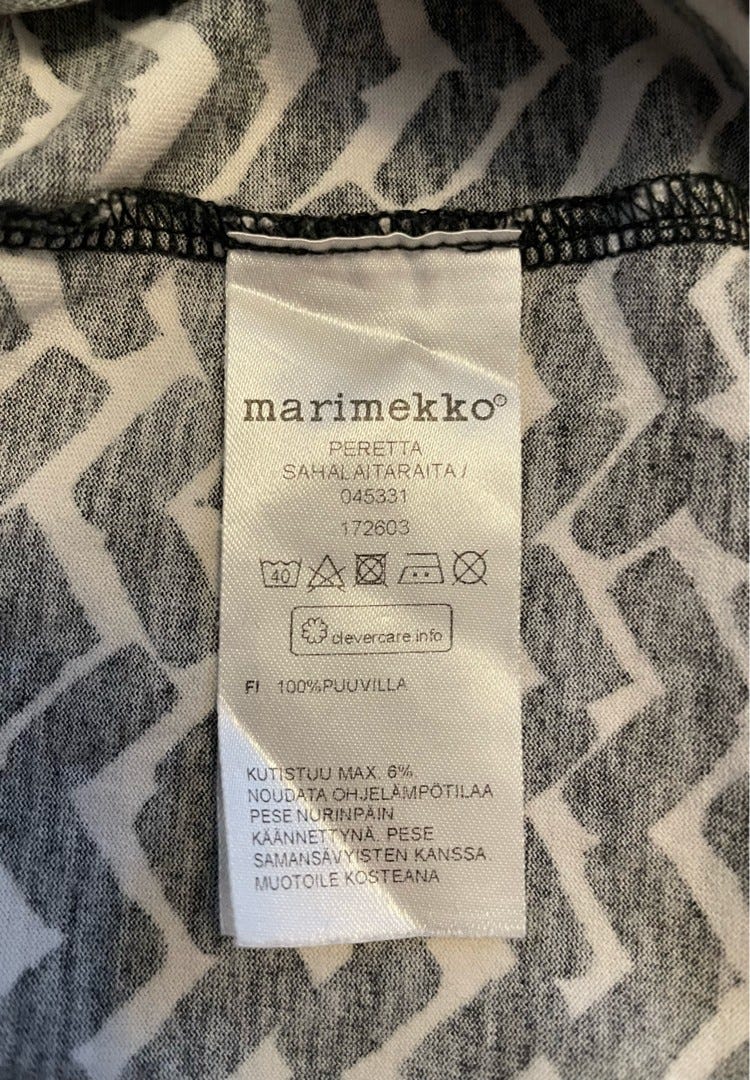 marimekko®
PERETTA
SAHALAITARAITA /
045331
172603
40
clevercare.info
FI 100%PUUVILLA
KUTISTUU MAX. 6%
NOUDATA OHJELÄMPÖTILAA
PESE NURINPÄIN
KÄÄNNETTYNÄ. PESE
SAMANSÄVYISTEN KANSSA.
MUOTOILE KOSTEANA